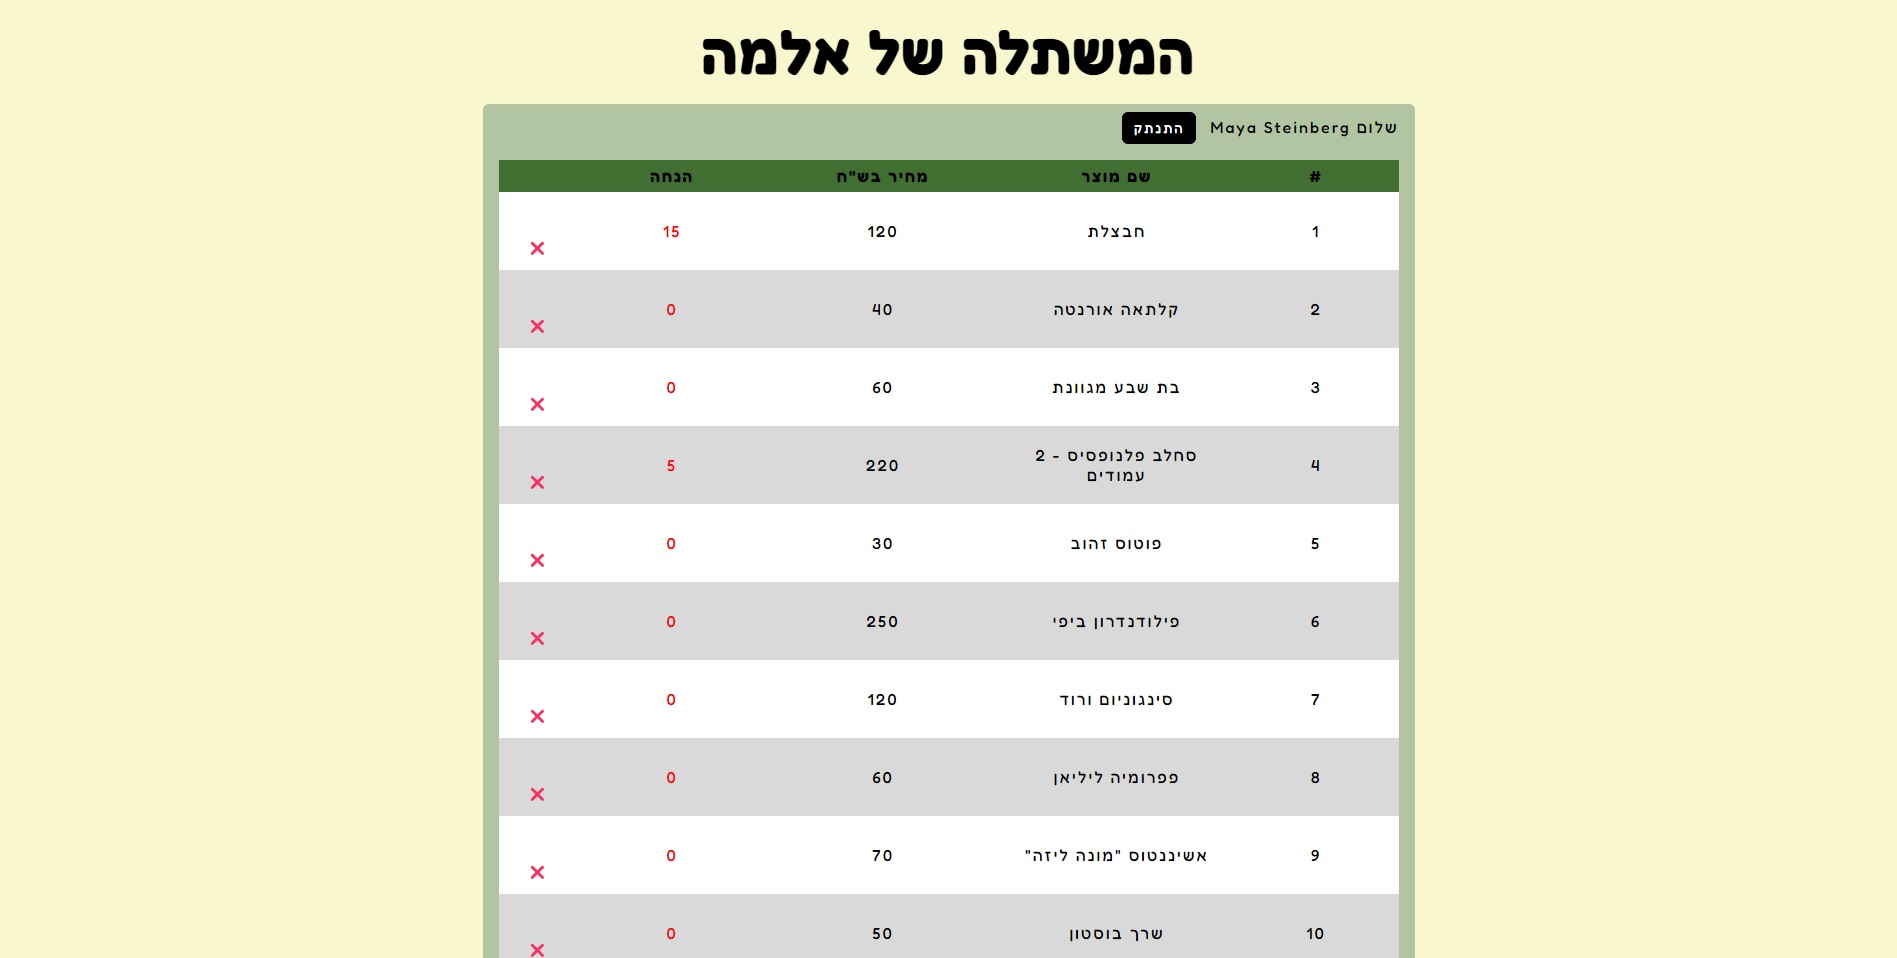 המשתלה של אלמה
שלום Maya Steinberg התנתק
# שם מוצר מחיר בש"ח הנחה
1 חבצלת 120 15
2 קלתאה אורנטה 40 0
3 בת שבע מגוונת 60 0
4 סחלב פלנופסיס - 2 עמודים 220 5
5 פוטוס זהוב 30 0
6 פילודנדרון ביפי 250 0
7 סינגוניום ורוד 120 0
8 פפרומיה ליליאן 60 0
9 אשיננטוס "מונה ליזה" 70 0
10 שרך בוסטון 50 0